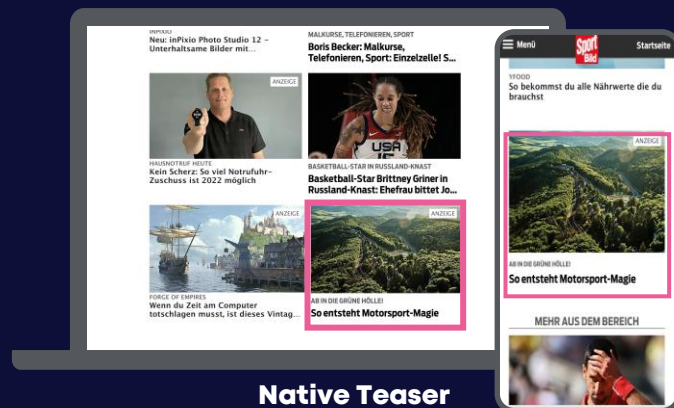 INPIXIO
Neu: inPixio Photo Studio 12 –
Unterhaltsame Bilder mit...
MALKURSE, TELEFONIEREN, SPORT
Boris Becker: Malkurse,
Telefonieren, Sport: Einzelzelle! S...
ANZEIGE
HAUSNOTRUF HEUTE
Kein Scherz: So viel Notrufuhr-
Zuschuss ist 2022 möglich
USA
BASKETBALL-STAR IN RUSSLAND-KNAST
Basketball-Star Brittney Griner in
Russland-Knast: Ehefrau bittet Jo...
ANZEIGE
FORGE OF EMPIRES
Wenn du Zeit am Computer
totschlagen musst, ist dieses Vintag...
ANZEIGE
AB IN DIE GRÜNE HÖLLE!
So entsteht Motorsport-Magie
Menü
Sport
Bild
Startseite
YFOOD
So bekommst du alle Nährwerte die du
brauchst
ANZEIGE
AB IN DIE GRÜNE HÖLLE!
So entsteht Motorsport-Magie
MEHR AUS DEM BEREICH
Native Teaser